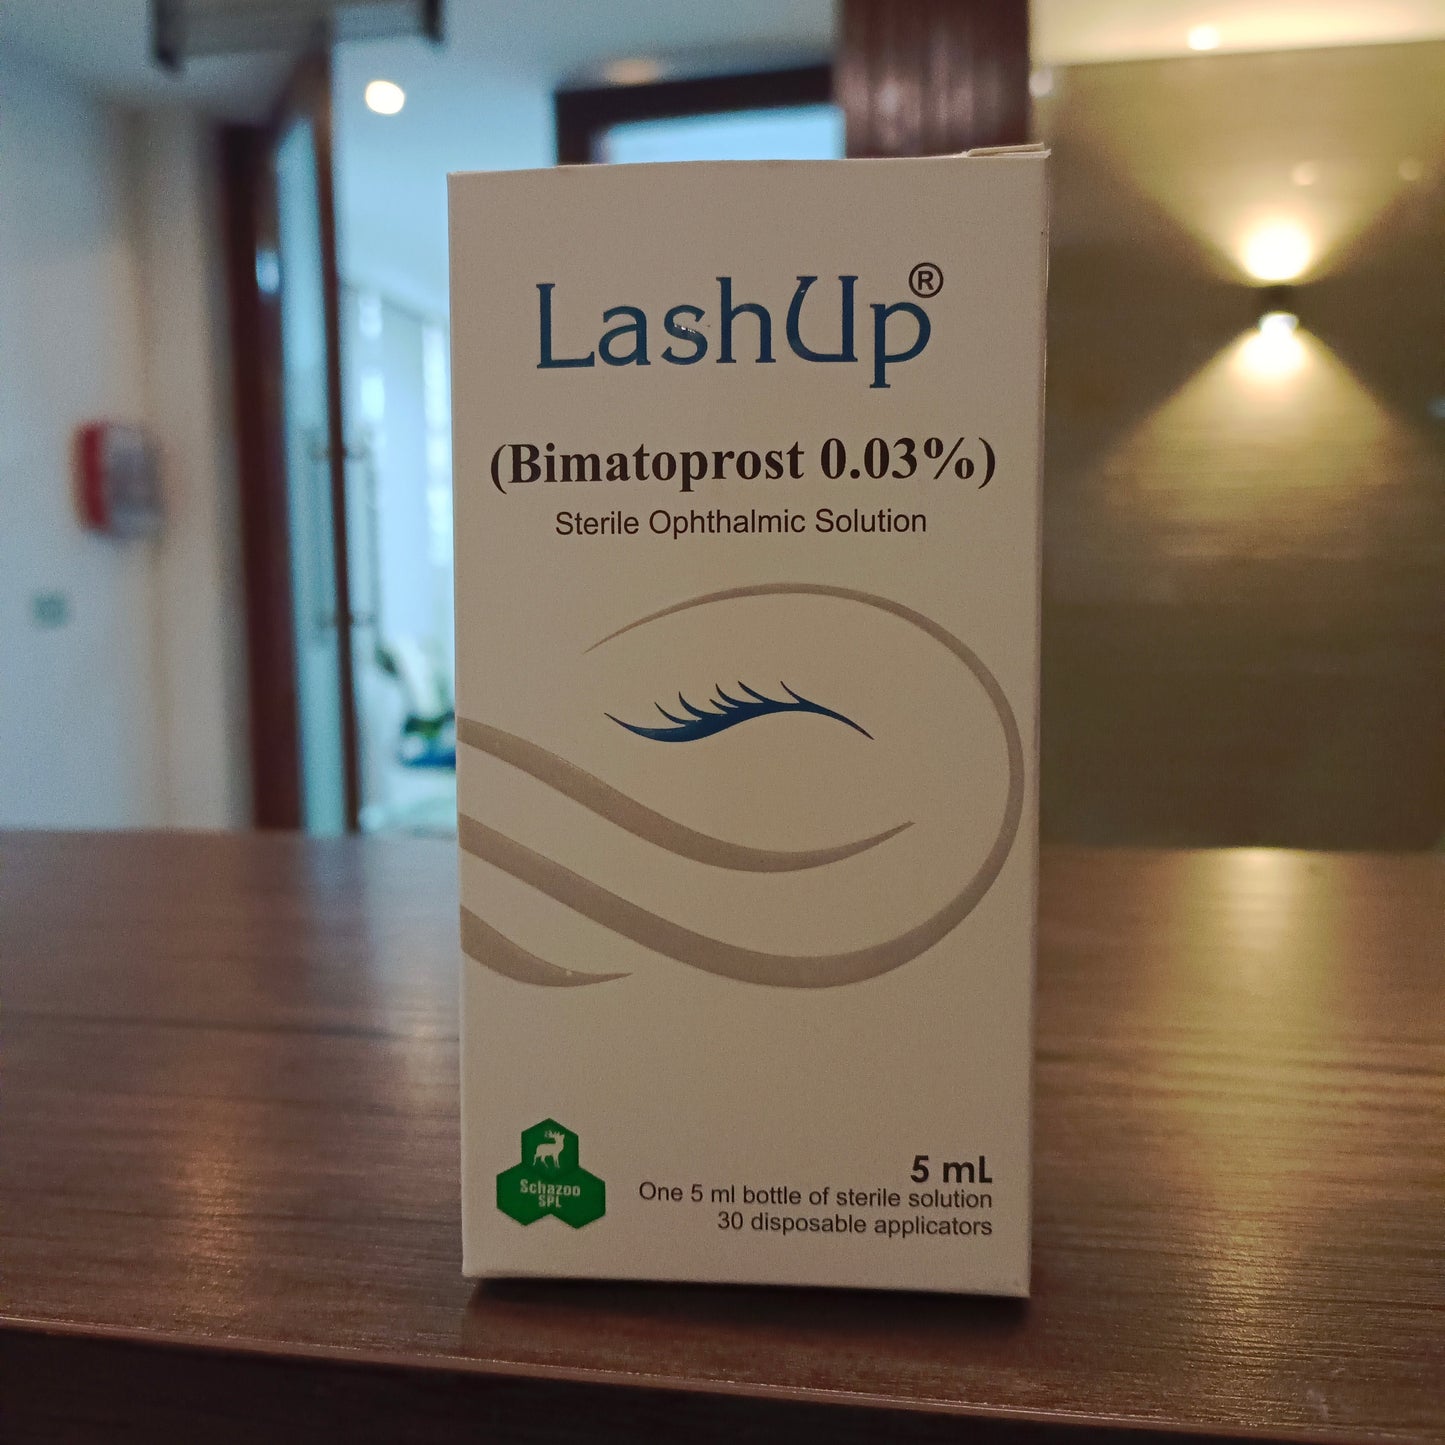 LashUp®
(Bimatoprost 0.03%)
Sterile Ophthalmic Solution
Schazoo
SPL
5 mL
One 5 ml bottle of sterile solution
30 disposable applicators